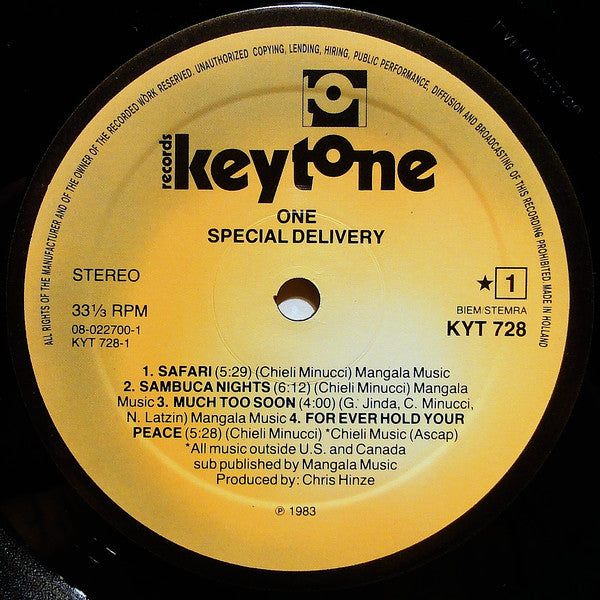 ALL RIGHTS OF THE MANUFACTURER AND OF THE OWNER OF THE RECORDED WORK RESERVED. UNAUTHORIZED COPYING, LENDING, HIRING, PUBLIC PERFORMANCE, DIFFUSION AND BROADCASTING OF THIS RECORDING PROHIBITED MADE IN HOLLAND
records
keytone
ONE
SPECIAL DELIVERY
STEREO
★ 1
33⅓ RPM
BIEM/STEMRA
08-022700-1
KYT 728
KYT 728-1
1. SAFARI (5:29) (Chieli Minucci) Mangala Music
2. SAMBUCA NIGHTS (6:12) (Chieli Minucci) Mangala
Music 3. MUCH TOO SOON (4:00) (G. Jinda, C. Minucci,
N. Latzin) Mangala Music 4. FOR EVER HOLD YOUR
PEACE (5:28) (Chieli Minucci) *Chieli Music (Ascap)
*All music outside U.S. and Canada
sub published by Mangala Music
Produced by: Chris Hinze
℗ 1983